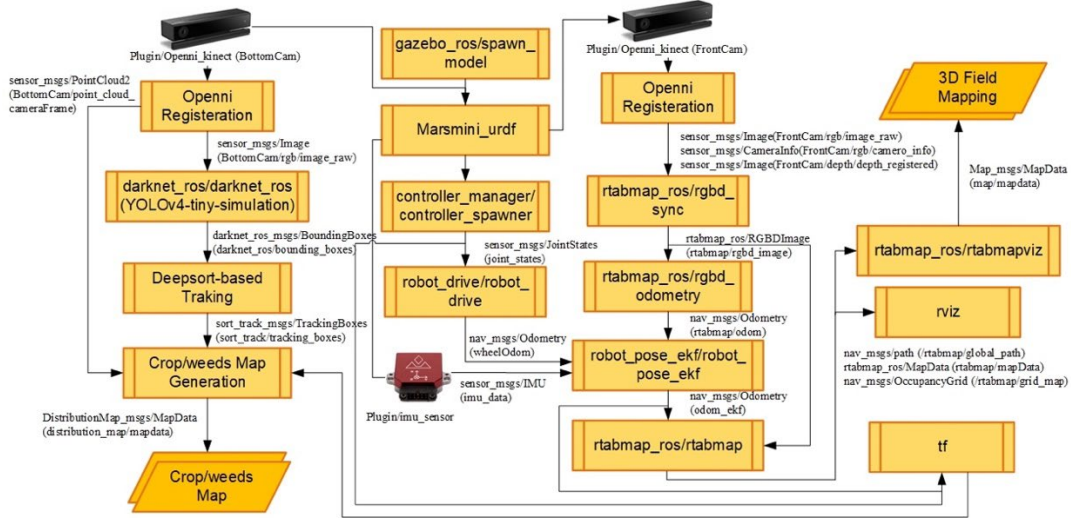 Plugin/Openni_kinect (BottomCam)
sensor_msgs/PointCloud2
(BottomCam/point_cloud_
cameraFrame)
Openni
Registeration
sensor_msgs/Image
(BottomCam/rgb/image_raw)
darknet_ros/darknet_ros
(YOLOv4-tiny-simulation)
darknet_ros_msgs/BoundingBoxes
(darknet_ros/bounding_boxes)
Deepsort-based
Traking
sort_track_msgs/TrackingBoxes
(sort_track/tracking_boxes)
Crop/weeds Map
Generation
DistributionMap_msgs/MapData
(distribution_map/mapdata)
Crop/weeds
Map
gazebo_ros/spawn_
model
Marsmini_urdf
controller_manager/
controller_spawner
sensor_msgs/JointStates
(joint_states)
robot_drive/robot_
drive
nav_msgs/Odometry
(wheelOdom)
sensor_msgs/IMU
(imu_data)
Plugin/imu_sensor
Plugin/Openni_kinect (FrontCam)
Openni
Registeration
sensor_msgs/Image(FrontCam/rgb/image_raw)
sensor_msgs/CameraInfo(FrontCam/rgb/camero_info)
sensor_msgs/Image(FrontCam/depth/depth_registered)
rtabmap_ros/rgbd_
sync
rtabmap_ros/RGBDImage
(rtabmap/rgbd_image)
rtabmap_ros/rgbd_
odometry
nav_msgs/Odometry
(rtabmap/odom)
robot_pose_ekf/robot_
pose_ekf
nav_msgs/Odometry
(odom_ekf)
rtabmap_ros/rtabmap
3D Field
Mapping
Map_msgs/MapData
(map/mapdata)
rtabmap_ros/rtabmapviz
rviz
nav_msgs/path (/rtabmap/global_path)
rtabmap_ros/MapData (rtabmap/mapData)
nav_msgs/OccupancyGrid (/rtabmap/grid_map)
tf